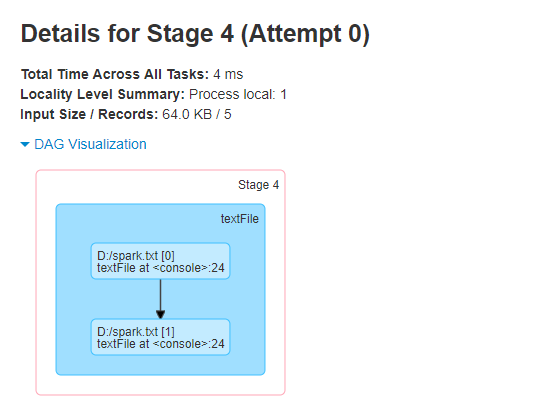 Details for Stage 4 (Attempt 0)
Total Time Across All Tasks: 4 ms
Locality Level Summary: Process local: 1
Input Size / Records: 64.0 KB / 5
DAG Visualization
Stage 4
textFile
D:/spark.txt [0]
textFile at <console>:24
D:/spark.txt [1]
textFile at <console>:24